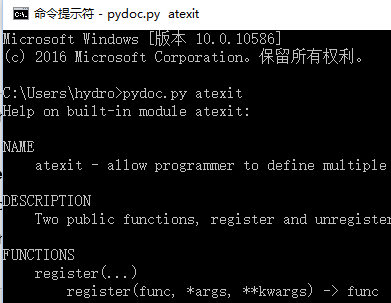 命令提示符 - pydoc.py atexit
Microsoft Windows [版本 10.0.10586]
(c) 2016 Microsoft Corporation。保留所有权利。
C:\Users\hydro>pydoc.py atexit
Help on built-in module atexit:
NAME
atexit - allow programmer to define multiple
DESCRIPTION
Two public functions, register and unregister
FUNCTIONS
register(...)
register(func, *args, **kwargs) -> func